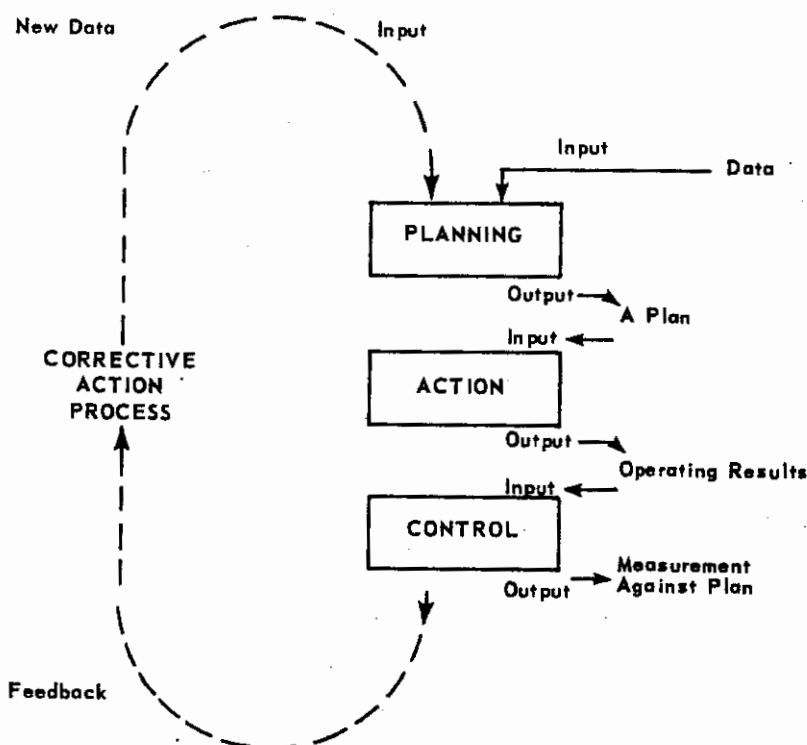 New Data
Input
Input
Data
PLANNING
Output
A Plan
Input
CORRECTIVE
ACTION
PROCESS
ACTION
Output
Operating Results
Input
CONTROL
Output
Measurement
Against Plan
Feedback